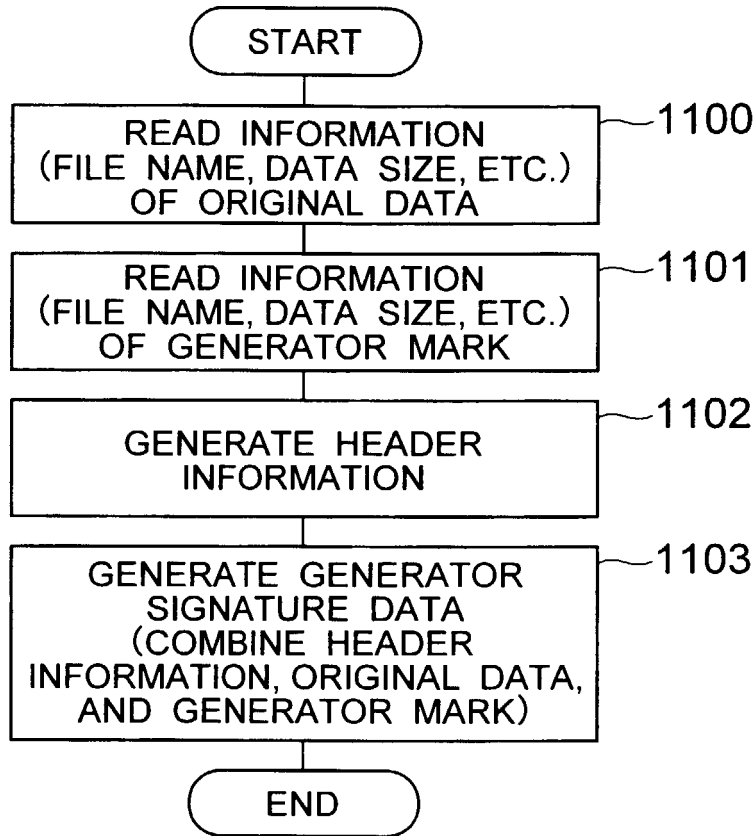 START
READ INFORMATION
(FILE NAME, DATA SIZE, ETC.)
OF ORIGINAL DATA
1100
READ INFORMATION
(FILE NAME, DATA SIZE, ETC.)
OF GENERATOR MARK
1101
GENERATE HEADER
INFORMATION
1102
GENERATE GENERATOR
SIGNATURE DATA
(COMBINE HEADER
INFORMATION, ORIGINAL DATA,
AND GENERATOR MARK)
1103
END